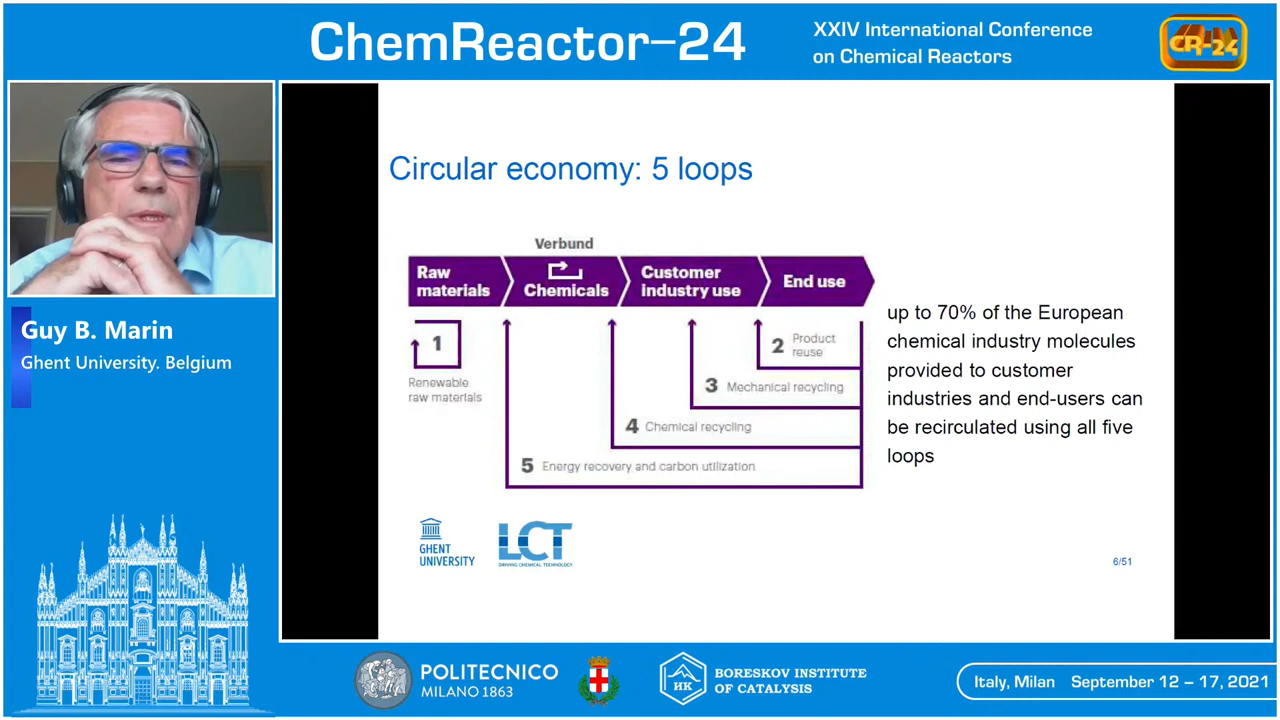 ChemReactor–24
XXIV International Conference
on Chemical Reactors
CR-24
Guy B. Marin
Ghent University. Belgium
Circular economy: 5 loops
Verbund
Raw
materials
Chemicals
Customer
industry use
End use
1
Renewable
raw materials
2 Product
reuse
3 Mechanical recycling
4 Chemical recycling
5 Energy recovery and carbon utilization
up to 70% of the European
chemical industry molecules
provided to customer
industries and end-users can
be recirculated using all five
loops
GHENT
UNIVERSITY
LCT
DRIVING CHEMICAL TECHNOLOGY
6/51
POLITECNICO
MILANO 1863
НК
BORESKOV INSTITUTE
OF CATALYSIS
Italy, Milan September 12 – 17, 2021